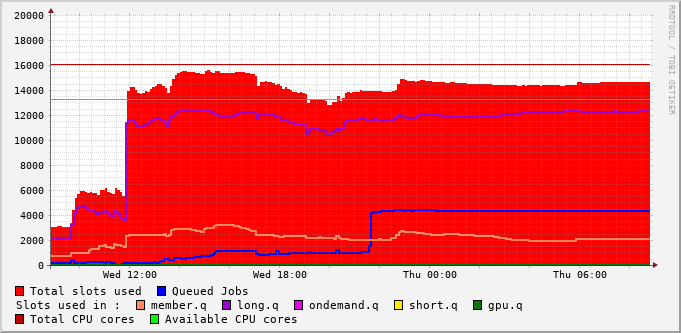 20000
18000
16000
14000
12000
10000
8000
6000
4000
2000
0
Wed 12:00 Wed 18:00 Thu 00:00 Thu 06:00
RRDTOOL / TOBI OETIKER
Total slots used Queued Jobs
Slots used in : member.q long.q ondemand.q short.q gpu.q
Total CPU cores Available CPU cores